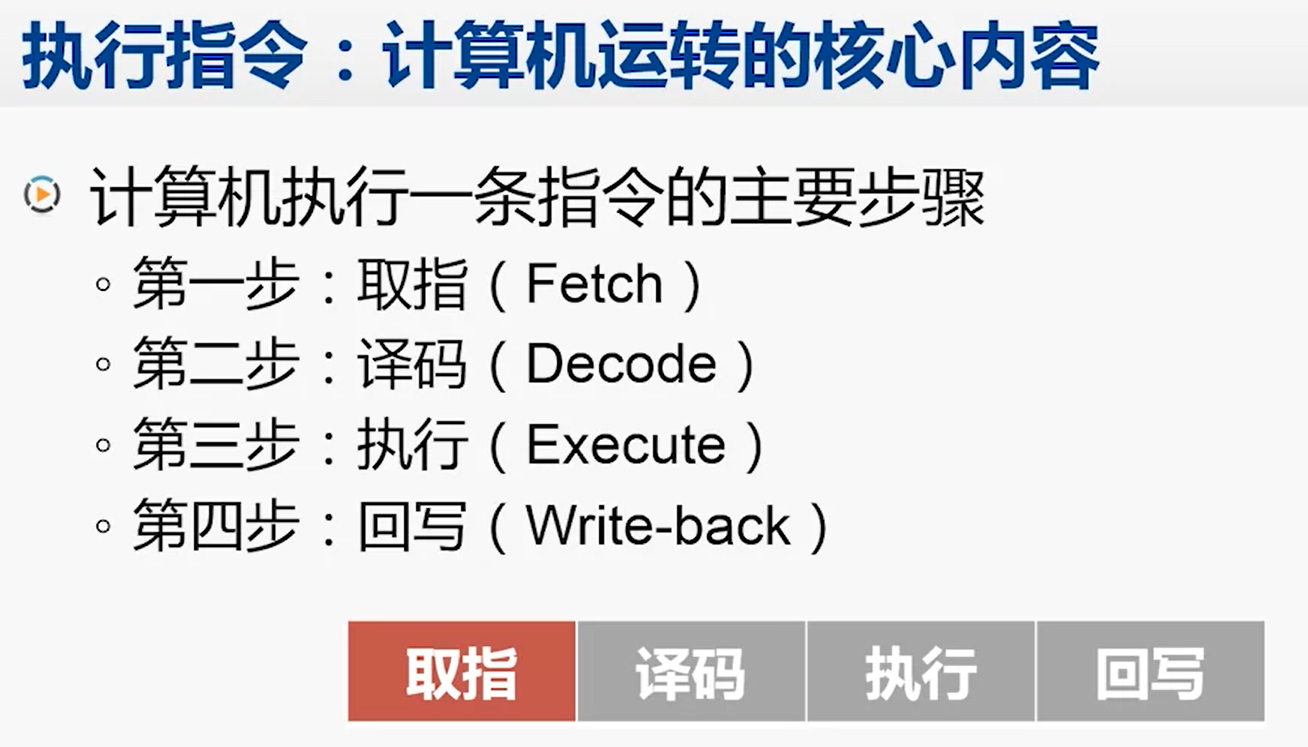 执行指令：计算机运转的核心内容
计算机执行一条指令的主要步骤
第一步：取指（Fetch）
第二步：译码（Decode）
第三步：执行（Execute）
第四步：回写（Write-back）
取指 译码 执行 回写